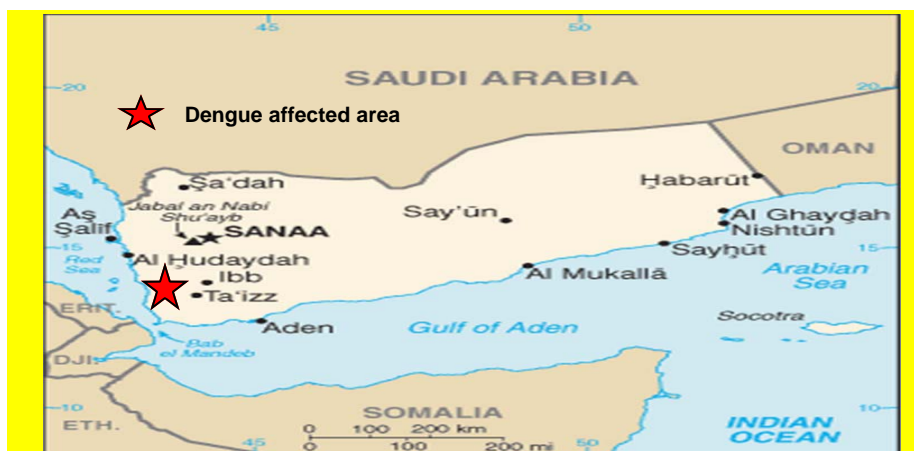 45
50
SAUDI ARABIA
20
20
Dengue affected area
OMAN
Şa'dah
Ḩabarūt
Jabal an Nabī
Shu'ayb
Say'ūn
Aş
Şalīf
SANAA
Al Ghayḑah
Nishtūn
15
15
Al Ḩudaydah
Sayḩūt
Red
Sea
Ibb
Al Mukallā
Arabian
Sea
Ta'izz
ERIT.
Aden
Gulf of Aden
Socotra
Bab
el Mandeb
DJI.
10
SOMALIA
10
ETH.
0 100 200 km
INDIAN
OCEAN
45
0 100 200 mi
50